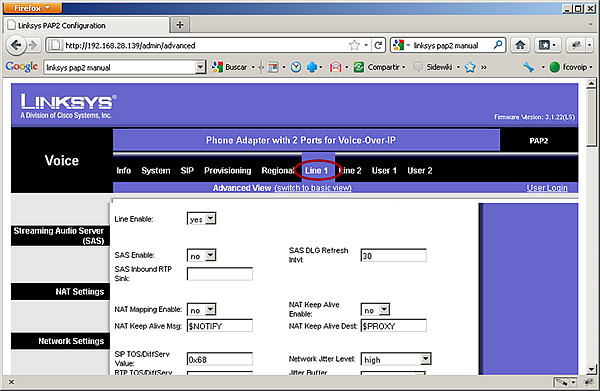 Firefox
Linksys PAP2 Configuration
http://192.168.28.139/admin/advanced
linksys pap2 manual
Google
linksys pap2 manual
Buscar
Compartir
Sidewiki
fcovoip
LINKSYS®
A Division of Cisco Systems, Inc.
Firmware Version: 3.1.22(LS)
Phone Adapter with 2 Ports for Voice-Over-IP
PAP2
Voice
Info System SIP Provisioning Regional Line 1 Line 2 User 1 User 2
Advanced View (switch to basic view)
User Login
Line Enable: yes
Streaming Audio Server (SAS)
SAS Enable: no
SAS DLG Refresh Intvl: 30
SAS Inbound RTP Sink:
NAT Settings
NAT Mapping Enable: no
NAT Keep Alive Enable: no
NAT Keep Alive Msg: $NOTIFY
NAT Keep Alive Dest: $PROXY
Network Settings
SIP TOS/DiffServ Value: 0x68
Network Jitter Level: high
RTP TOS/DiffServ
Jitter Buffer